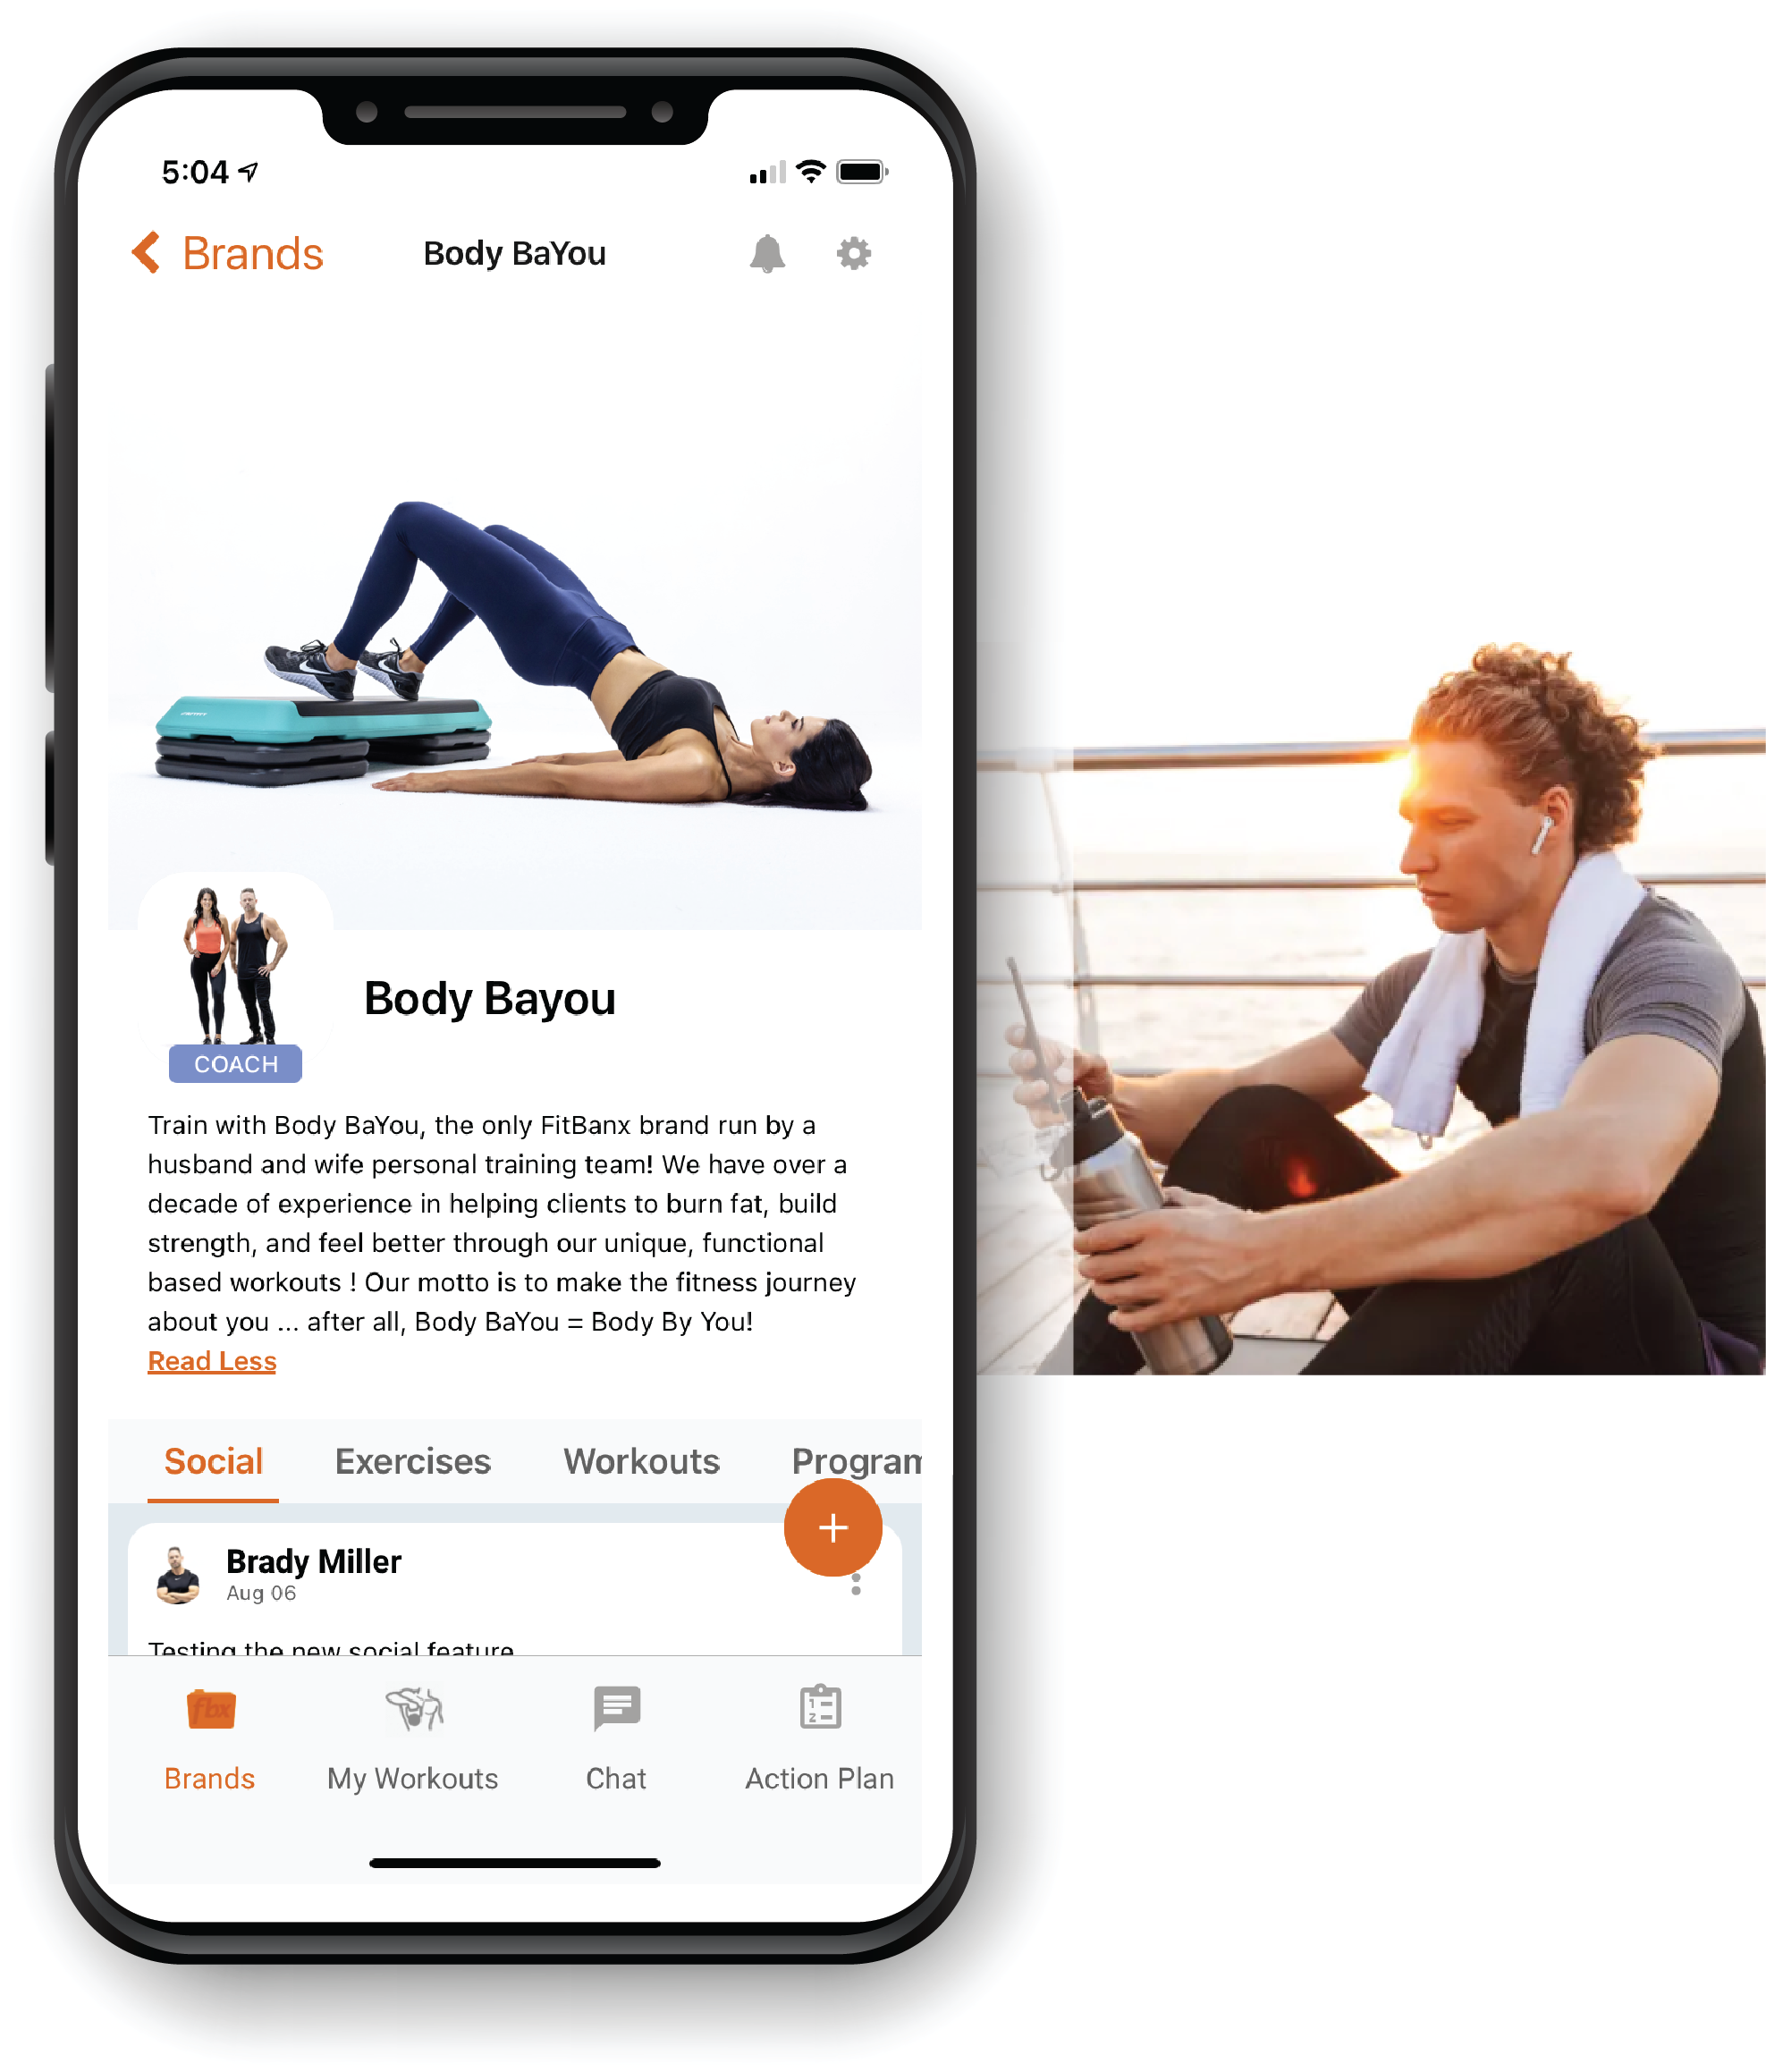 5:04
Brands
Body BaYou
Body Bayou
COACH
Train with Body BaYou, the only FitBanx brand run by a
husband and wife personal training team! We have over a
decade of experience in helping clients to burn fat, build
strength, and feel better through our unique, functional
based workouts ! Our motto is to make the fitness journey
about you ... after all, Body BaYou = Body By You!
Read Less
Social Exercises Workouts Program
+
Brady Miller
Aug 06
Testing the new social feature
fbx
1
2
Brands My Workouts Chat Action Plan